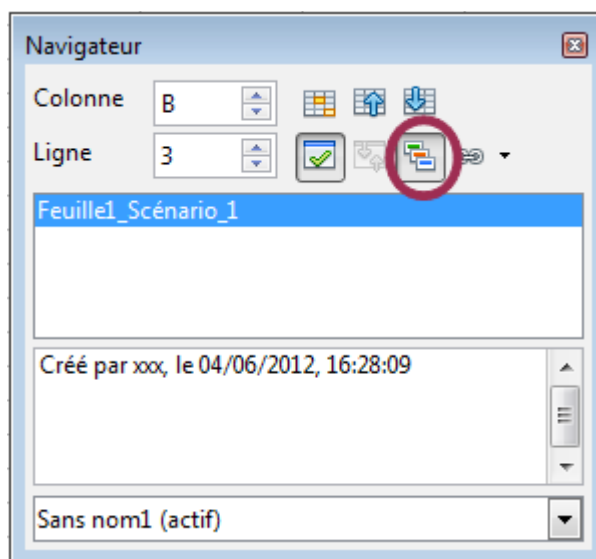 Navigateur
Colonne B
Ligne 3
Feuille1_Scénario_1
Créé par xxx, le 04/06/2012, 16:28:09
Sans nom1 (actif)